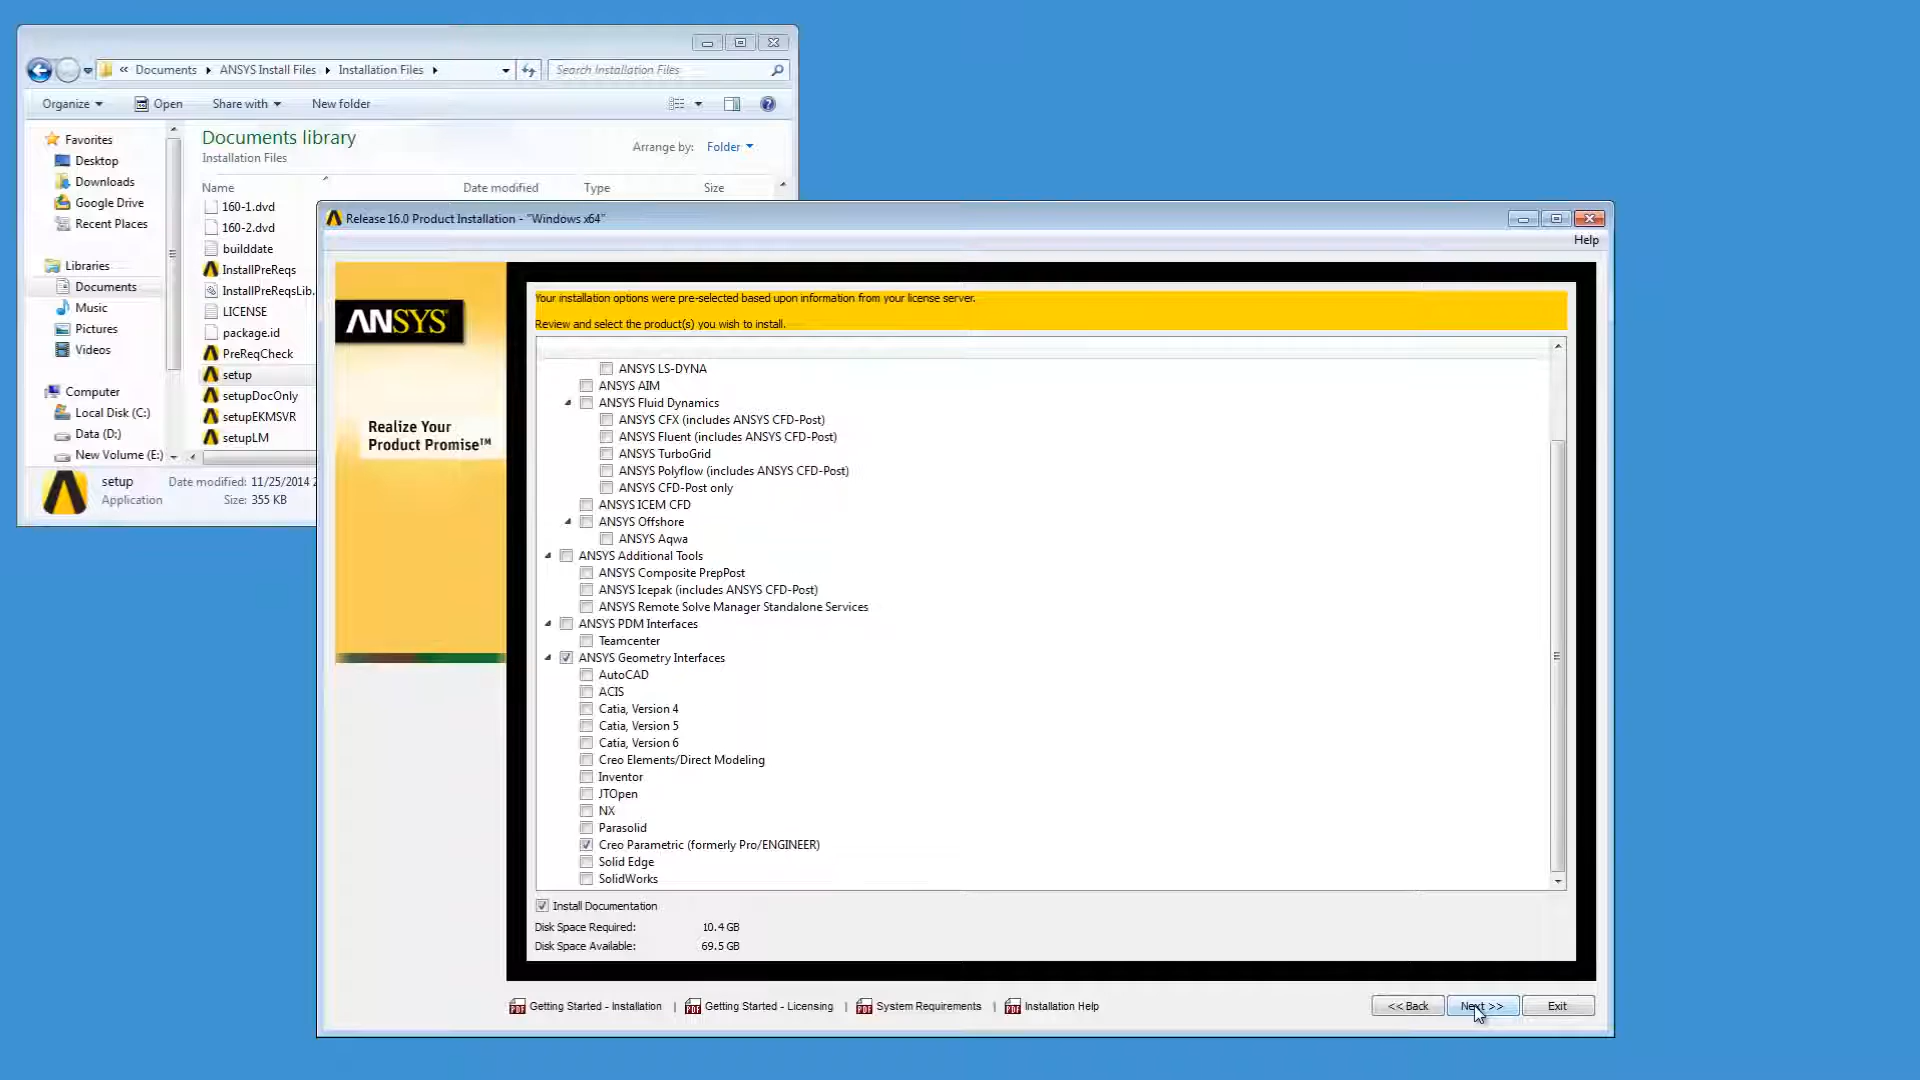 « Documents ▸ ANSYS Install Files ▸ Installation Files ▸
Search Installation Files
Organize Open Share with New folder
Favorites
Desktop
Downloads
Google Drive
Recent Places
Libraries
Documents
Music
Pictures
Videos
Computer
Local Disk (C:)
Data (D:)
New Volume (E:)
Documents library
Installation Files
Arrange by: Folder
Name Date modified Type Size
160-1.dvd
160-2.dvd
builddate
InstallPreReqs
InstallPreReqsLib.
LICENSE
package.id
PreReqCheck
setup
setupDocOnly
setupEKMSVR
setupLM
setup Date modified: 11/25/2014 2
Application Size: 355 KB
Release 16.0 Product Installation - "Windows x64"
Help
ANSYS
Realize Your
Product Promise™
Your installation options were pre-selected based upon information from your license server.
Review and select the product(s) you wish to install.
ANSYS LS-DYNA
ANSYS AIM
ANSYS Fluid Dynamics
ANSYS CFX (includes ANSYS CFD-Post)
ANSYS Fluent (includes ANSYS CFD-Post)
ANSYS TurboGrid
ANSYS Polyflow (includes ANSYS CFD-Post)
ANSYS CFD-Post only
ANSYS ICEM CFD
ANSYS Offshore
ANSYS Aqwa
ANSYS Additional Tools
ANSYS Composite PrepPost
ANSYS Icepak (includes ANSYS CFD-Post)
ANSYS Remote Solve Manager Standalone Services
ANSYS PDM Interfaces
Teamcenter
ANSYS Geometry Interfaces
AutoCAD
ACIS
Catia, Version 4
Catia, Version 5
Catia, Version 6
Creo Elements/Direct Modeling
Inventor
JTOpen
NX
Parasolid
Creo Parametric (formerly Pro/ENGINEER)
Solid Edge
SolidWorks
Install Documentation
Disk Space Required: 10.4 GB
Disk Space Available: 69.5 GB
Getting Started - Installation | Getting Started - Licensing | System Requirements | Installation Help
<< Back Next >> Exit